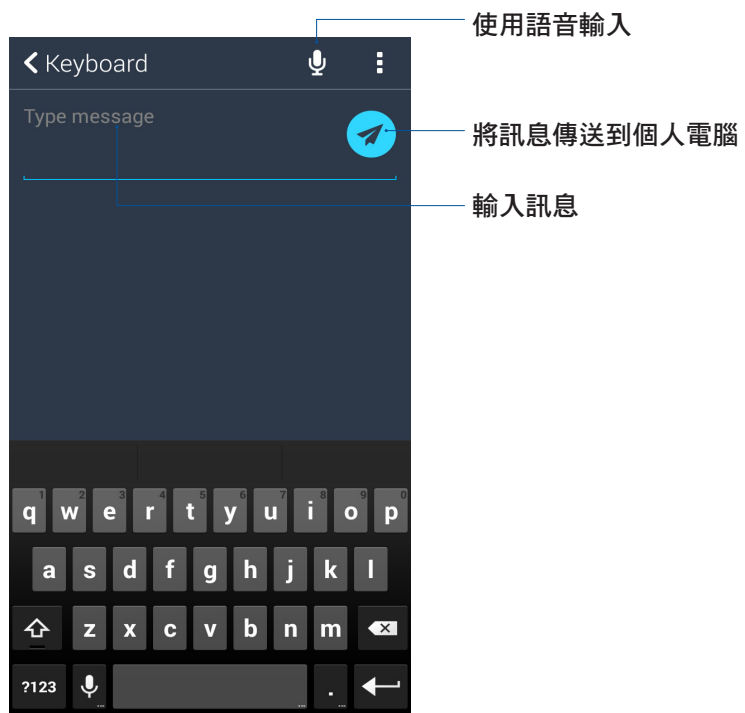 使用語音輸入
Keyboard
Type message
將訊息傳送到個人電腦
輸入訊息
1 2 3 4 5 6 7 8 9 0
q w e r t y u i o p
a s d f g h j k l
z x c v b n m
?123 .